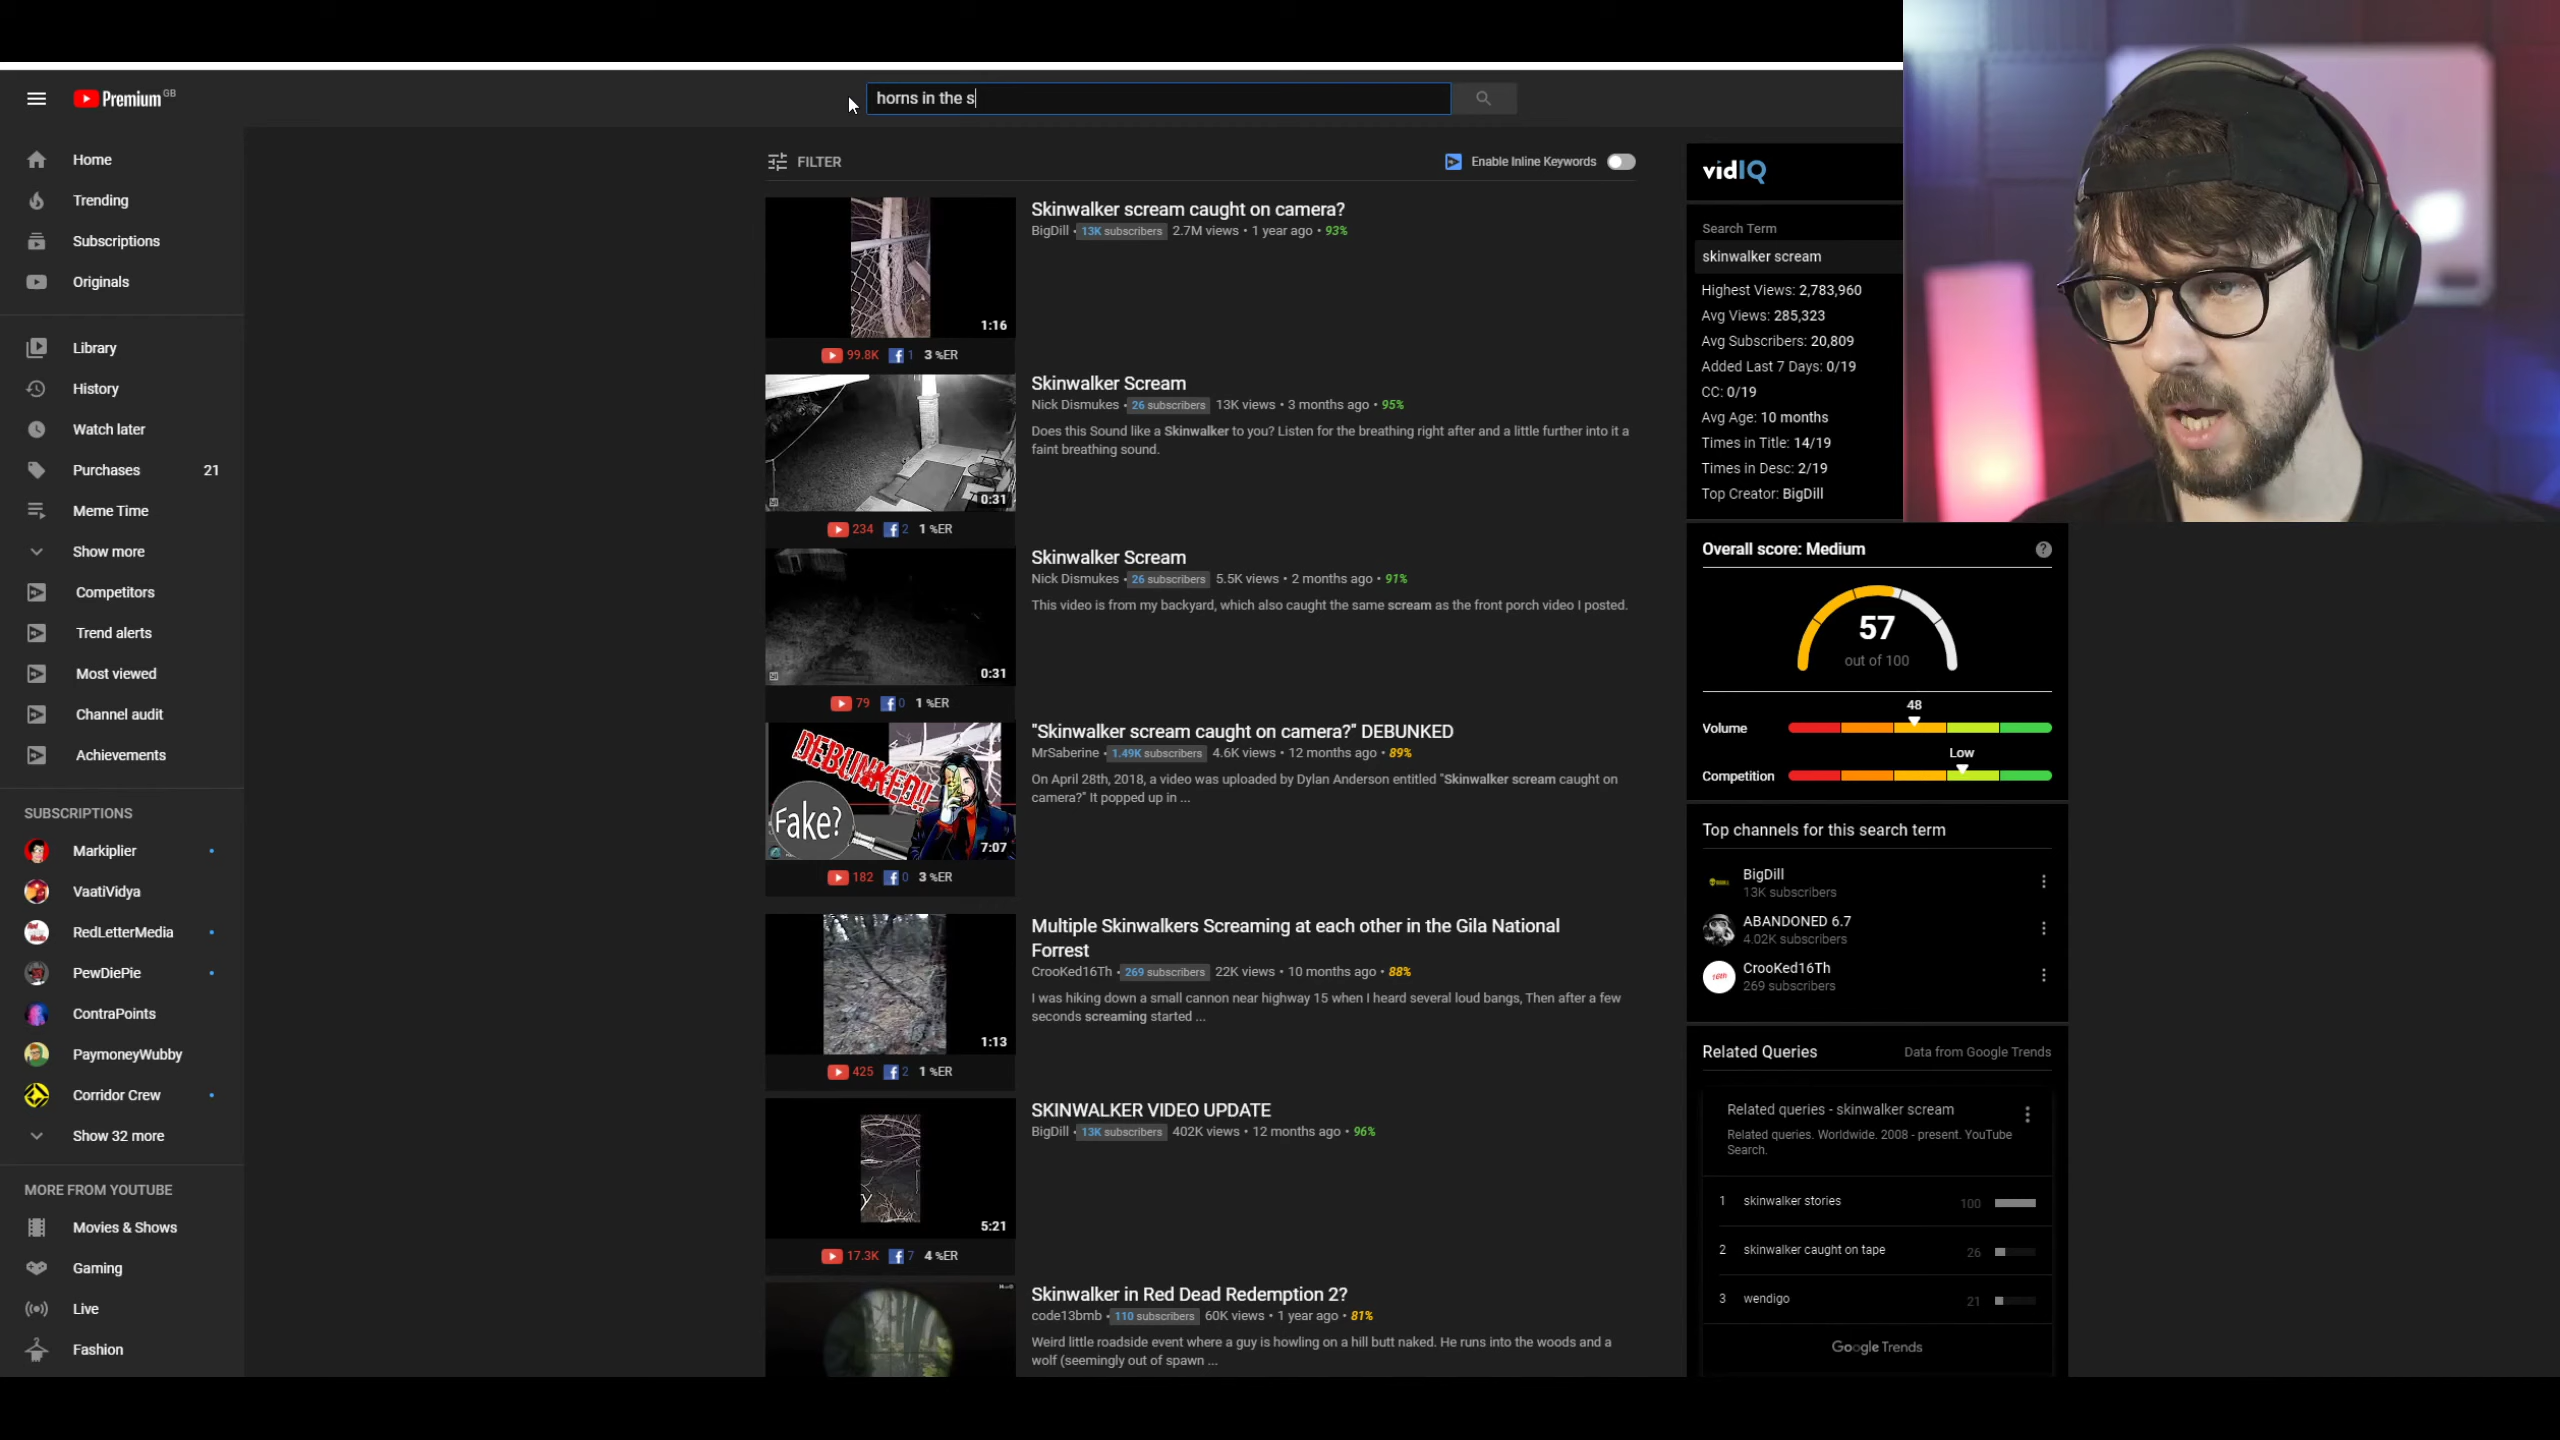 Premium GB
horns in the s
Home
Trending
Subscriptions
Originals
Library
History
Watch later
Purchases 21
Meme Time
Show more
Competitors
Trend alerts
Most viewed
Channel audit
Achievements
SUBSCRIPTIONS
Markiplier
VaatiVidya
RedLetterMedia
PewDiePie
ContraPoints
PaymoneyWubby
Corridor Crew
Show 32 more
MORE FROM YOUTUBE
Movies & Shows
Gaming
Live
Fashion
FILTER
Enable Inline Keywords
Skinwalker scream caught on camera?
BigDill • 13K subscribers 2.7M views • 1 year ago • 93%
1:16
99.8K 1 3 %ER
Skinwalker Scream
Nick Dismukes • 26 subscribers 13K views • 3 months ago • 95%
Does this Sound like a Skinwalker to you? Listen for the breathing right after and a little further into it a
faint breathing sound.
0:31
234 2 1 %ER
Skinwalker Scream
Nick Dismukes • 26 subscribers 5.5K views • 2 months ago • 91%
This video is from my backyard, which also caught the same scream as the front porch video I posted.
0:31
79 0 1 %ER
"Skinwalker scream caught on camera?" DEBUNKED
MrSaberine • 1.49K subscribers 4.6K views • 12 months ago • 89%
On April 28th, 2018, a video was uploaded by Dylan Anderson entitled "Skinwalker scream caught on
camera?" It popped up in ...
DEBUNKED!!
Fake?
7:07
182 0 3 %ER
Multiple Skinwalkers Screaming at each other in the Gila National
Forrest
CrooKed16Th • 269 subscribers 22K views • 10 months ago • 88%
I was hiking down a small cannon near highway 15 when I heard several loud bangs, Then after a few
seconds screaming started ...
1:13
425 2 1 %ER
SKINWALKER VIDEO UPDATE
BigDill • 13K subscribers 402K views • 12 months ago • 96%
5:21
17.3K 7 4 %ER
Skinwalker in Red Dead Redemption 2?
code13bmb • 110 subscribers 60K views • 1 year ago • 81%
Weird little roadside event where a guy is howling on a hill butt naked. He runs into the woods and a
wolf (seemingly out of spawn ...
vidIQ
Search Term
skinwalker scream
Highest Views: 2,783,960
Avg Views: 285,323
Avg Subscribers: 20,809
Added Last 7 Days: 0/19
CC: 0/19
Avg Age: 10 months
Times in Title: 14/19
Times in Desc: 2/19
Top Creator: BigDill
Overall score: Medium ?
57
out of 100
48
Volume
Low
Competition
Top channels for this search term
BigDill
13K subscribers
ABANDONED 6.7
4.02K subscribers
CrooKed16Th
269 subscribers
Related Queries Data from Google Trends
Related queries - skinwalker scream
Related queries. Worldwide. 2008 - present. YouTube
Search.
1 skinwalker stories 100
2 skinwalker caught on tape 26
3 wendigo 21
Google Trends